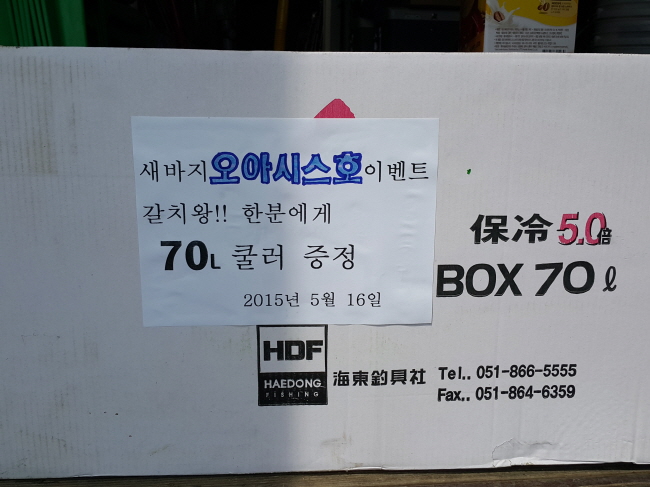 새바지오아시스호이벤트
갈치왕!! 한분에게
70L 쿨러 증정
2015년 5월 16일
保冷 5.0倍
BOX 70 ℓ
HDF
HAEDONG
FISHING
海東釣具社
Tel.. 051-866-5555
Fax.. 051-864-6359